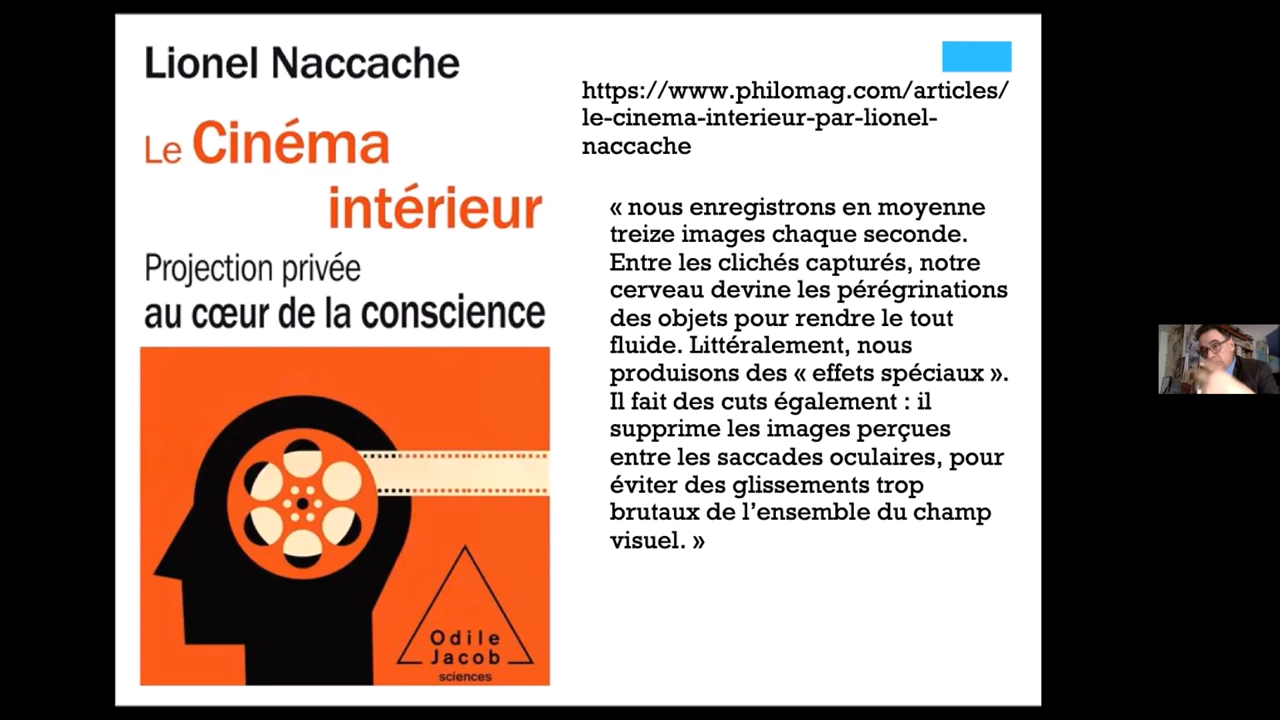 Lionel Naccache
Le Cinéma
intérieur
Projection privée
au cœur de la conscience
Odile
Jacob
sciences
https://www.philomag.com/articles/
le-cinema-interieur-par-lionel-
naccache
« nous enregistrons en moyenne
treize images chaque seconde.
Entre les clichés capturés, notre
cerveau devine les pérégrinations
des objets pour rendre le tout
fluide. Littéralement, nous
produisons des « effets spéciaux ».
Il fait des cuts également : il
supprime les images perçues
entre les saccades oculaires, pour
éviter des glissements trop
brutaux de l’ensemble du champ
visuel. »